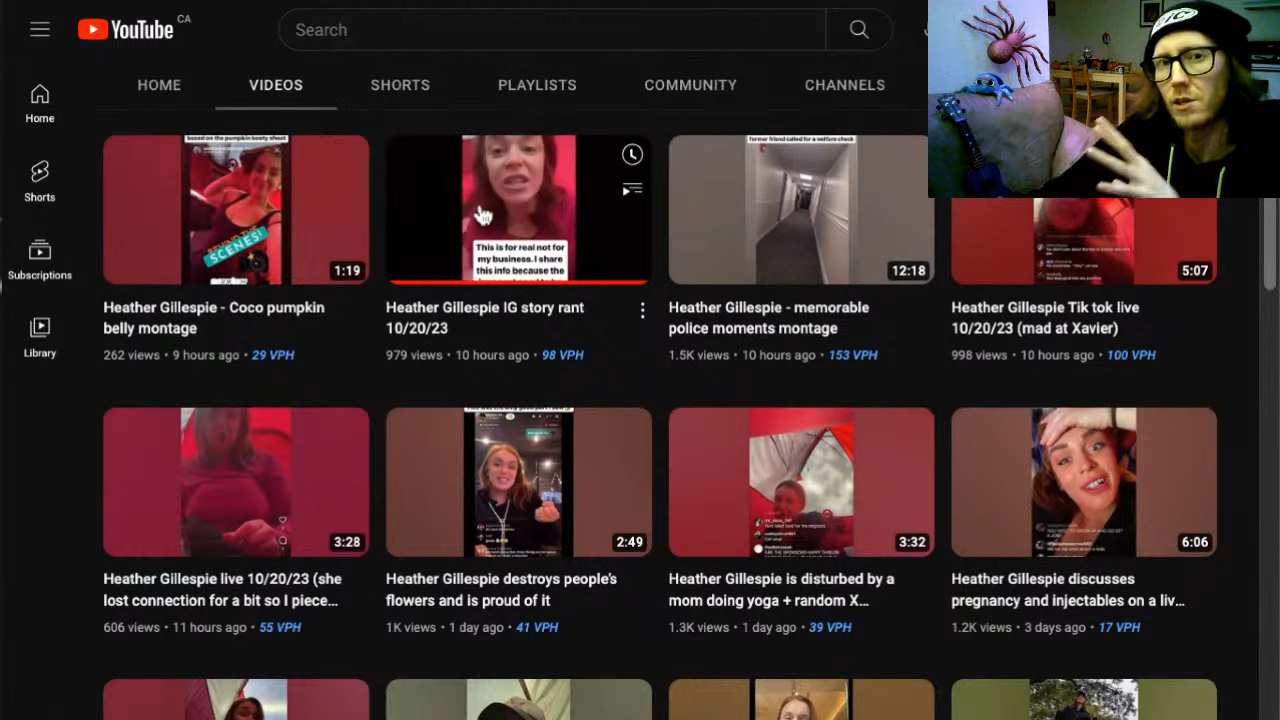 YouTube CA
Search
HOME
VIDEOS
SHORTS
PLAYLISTS
COMMUNITY
CHANNELS
Home
Shorts
Subscriptions
Library
based on the pumpkin booty shoot
SCENES!
1:19
Heather Gillespie - Coco pumpkin
belly montage
262 views • 9 hours ago • 29 VPH
This is for real not for
my business. I share
this info because the
Heather Gillespie IG story rant
10/20/23
979 views • 10 hours ago • 98 VPH
former friend called for a welfare check
12:18
Heather Gillespie - memorable
police moments montage
1.5K views • 10 hours ago • 153 VPH
5:07
Heather Gillespie Tik tok live
10/20/23 (mad at Xavier)
998 views • 10 hours ago • 100 VPH
3:28
Heather Gillespie live 10/20/23 (she
lost connection for a bit so I piece...
606 views • 11 hours ago • 55 VPH
2:49
Heather Gillespie destroys people's
flowers and is proud of it
1K views • 1 day ago • 41 VPH
3:32
Heather Gillespie is disturbed by a
mom doing yoga + random X...
1.3K views • 1 day ago • 39 VPH
6:06
Heather Gillespie discusses
pregnancy and injectables on a liv...
1.2K views • 3 days ago • 17 VPH